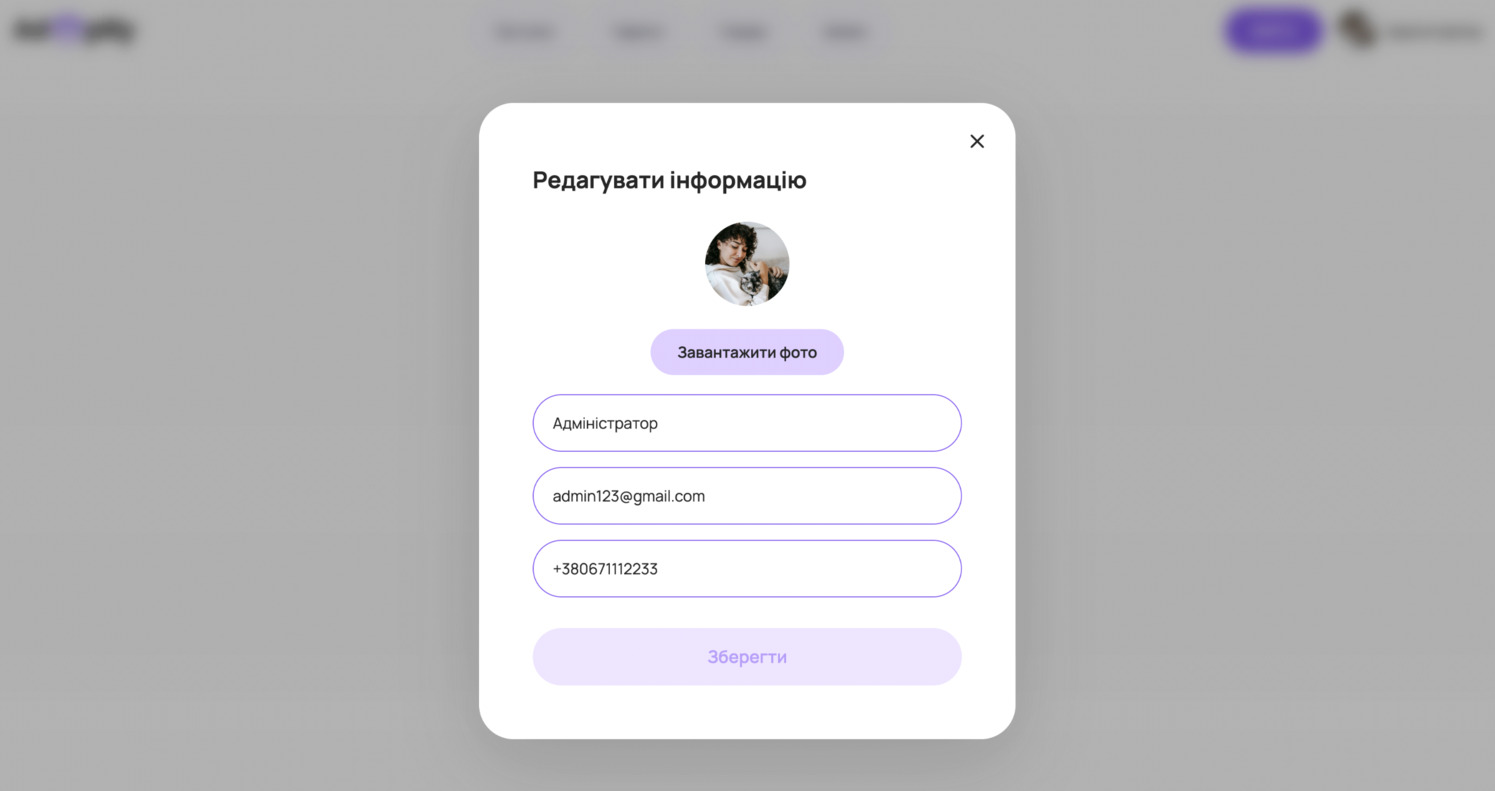 Редагувати інформацію
Завантажити фото
Адміністратор
admin123@gmail.com
+380671112233
Зберегти